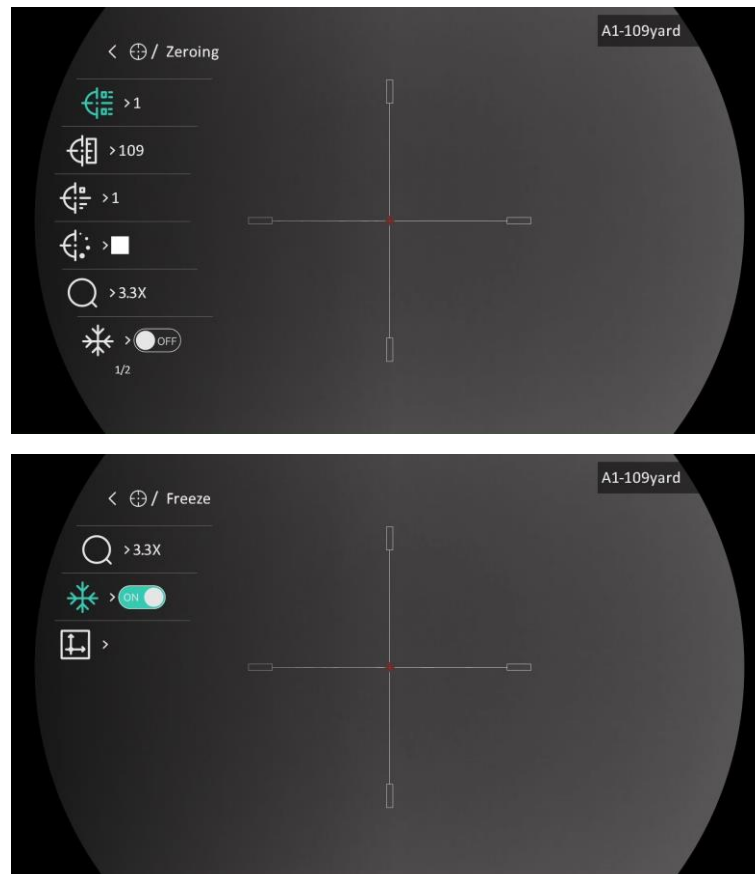 A1-109yard
/ Zeroing
>1
>109
>1
>
>3.3X
> OFF
1/2
A1-109yard
/ Freeze
>3.3X
> ON
>